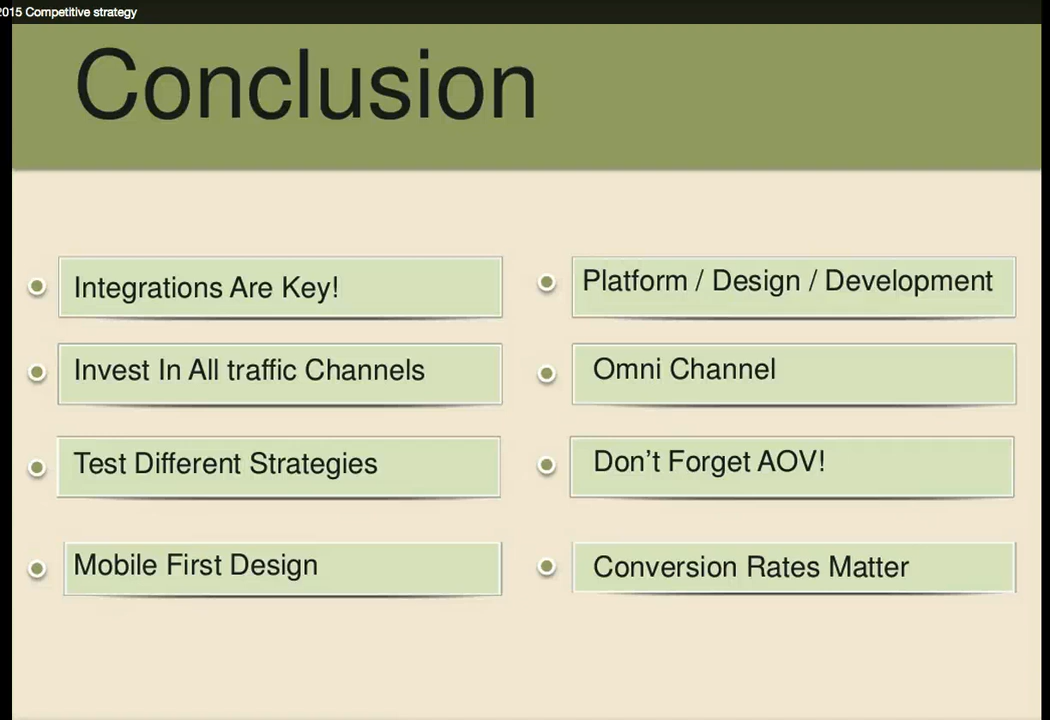 2015 Competitive strategy
Conclusion
Integrations Are Key!
Invest In All traffic Channels
Test Different Strategies
Mobile First Design
Platform / Design / Development
Omni Channel
Don’t Forget AOV!
Conversion Rates Matter